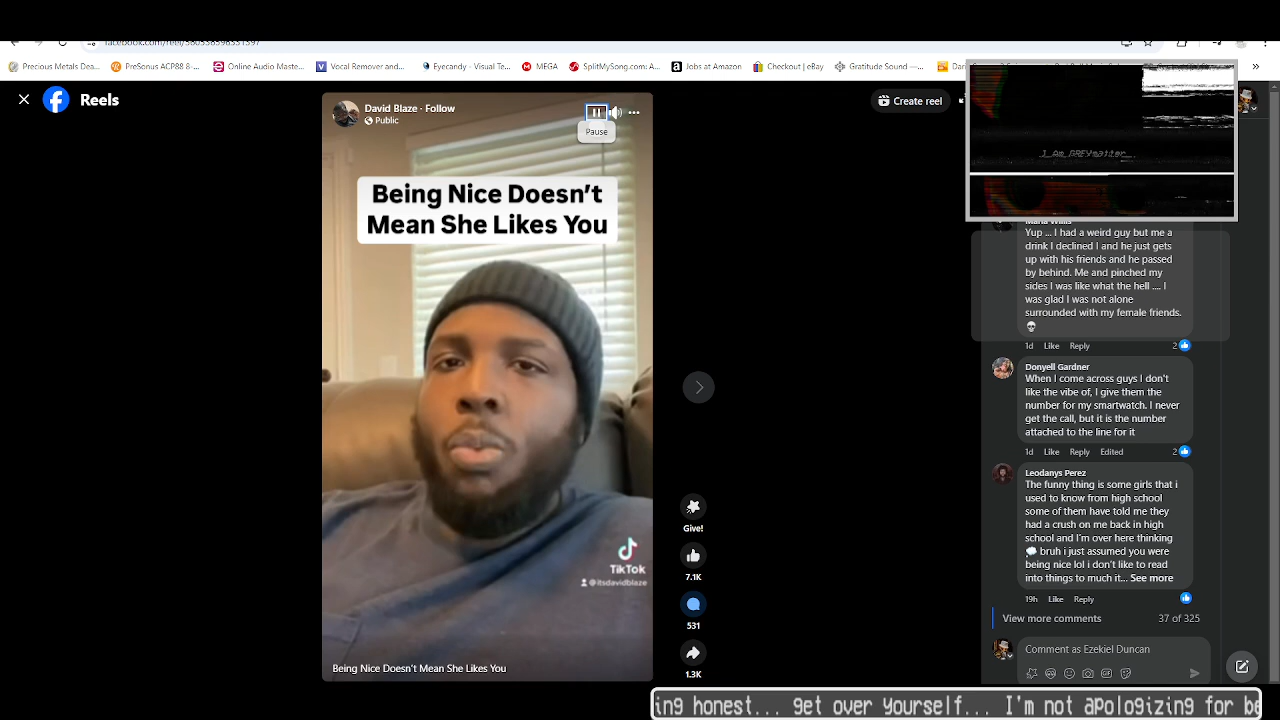 Precious Metals Dea...
PreSonus ACP88 8-...
Online Audio Maste...
Vocal Remover and...
Eyecandy - Visual Te...
MEGA
SplitMySong.com: A...
Jobs at Amazon
Checkout | eBay
Gratitude Sound —...
»
Reels
David Blaze · Follow
Public
Pause
Create reel
I_Am_GREYmatter_
Being Nice Doesn’t
Mean She Likes You
TikTok
@itsdavidblaze
Being Nice Doesn’t Mean She Likes You
Give!
7.1K
531
1.3K
Yup ... I had a weird guy but me a
drink I declined I and he just gets
up with his friends and he passed
by behind. Me and pinched my
sides I was like what the hell .... I
was glad I was not alone
surrounded with my female friends.
💀
1d Like Reply 2
Donyell Gardner
When I come across guys I don't
like the vibe of, I give them the
number for my smartwatch. I never
get the call, but it is the number
attached to the line for it
1d Like Reply Edited 2
Leodanys Perez
The funny thing is some girls that i
used to know from high school
some of them have told me they
had a crush on me back in high
school and I'm over here thinking
💭 bruh i just assumed you were
being nice lol i don't like to read
into things to much it... See more
19h Like Reply
View more comments 37 of 325
Comment as Ezekiel Duncan
GIF
ing honest... get over yourself... I'm not apologizing for be